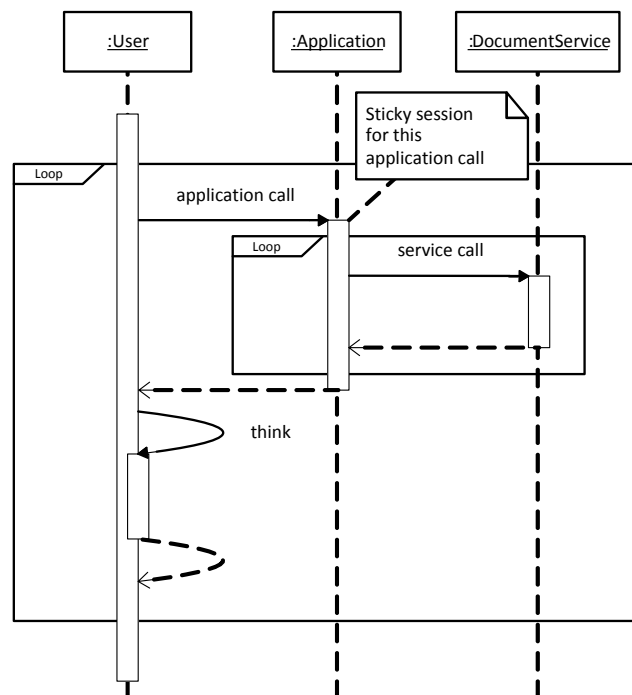 :User
:Application
:DocumentService
Sticky session
for this
application call
Loop
application call
Loop
service call
think